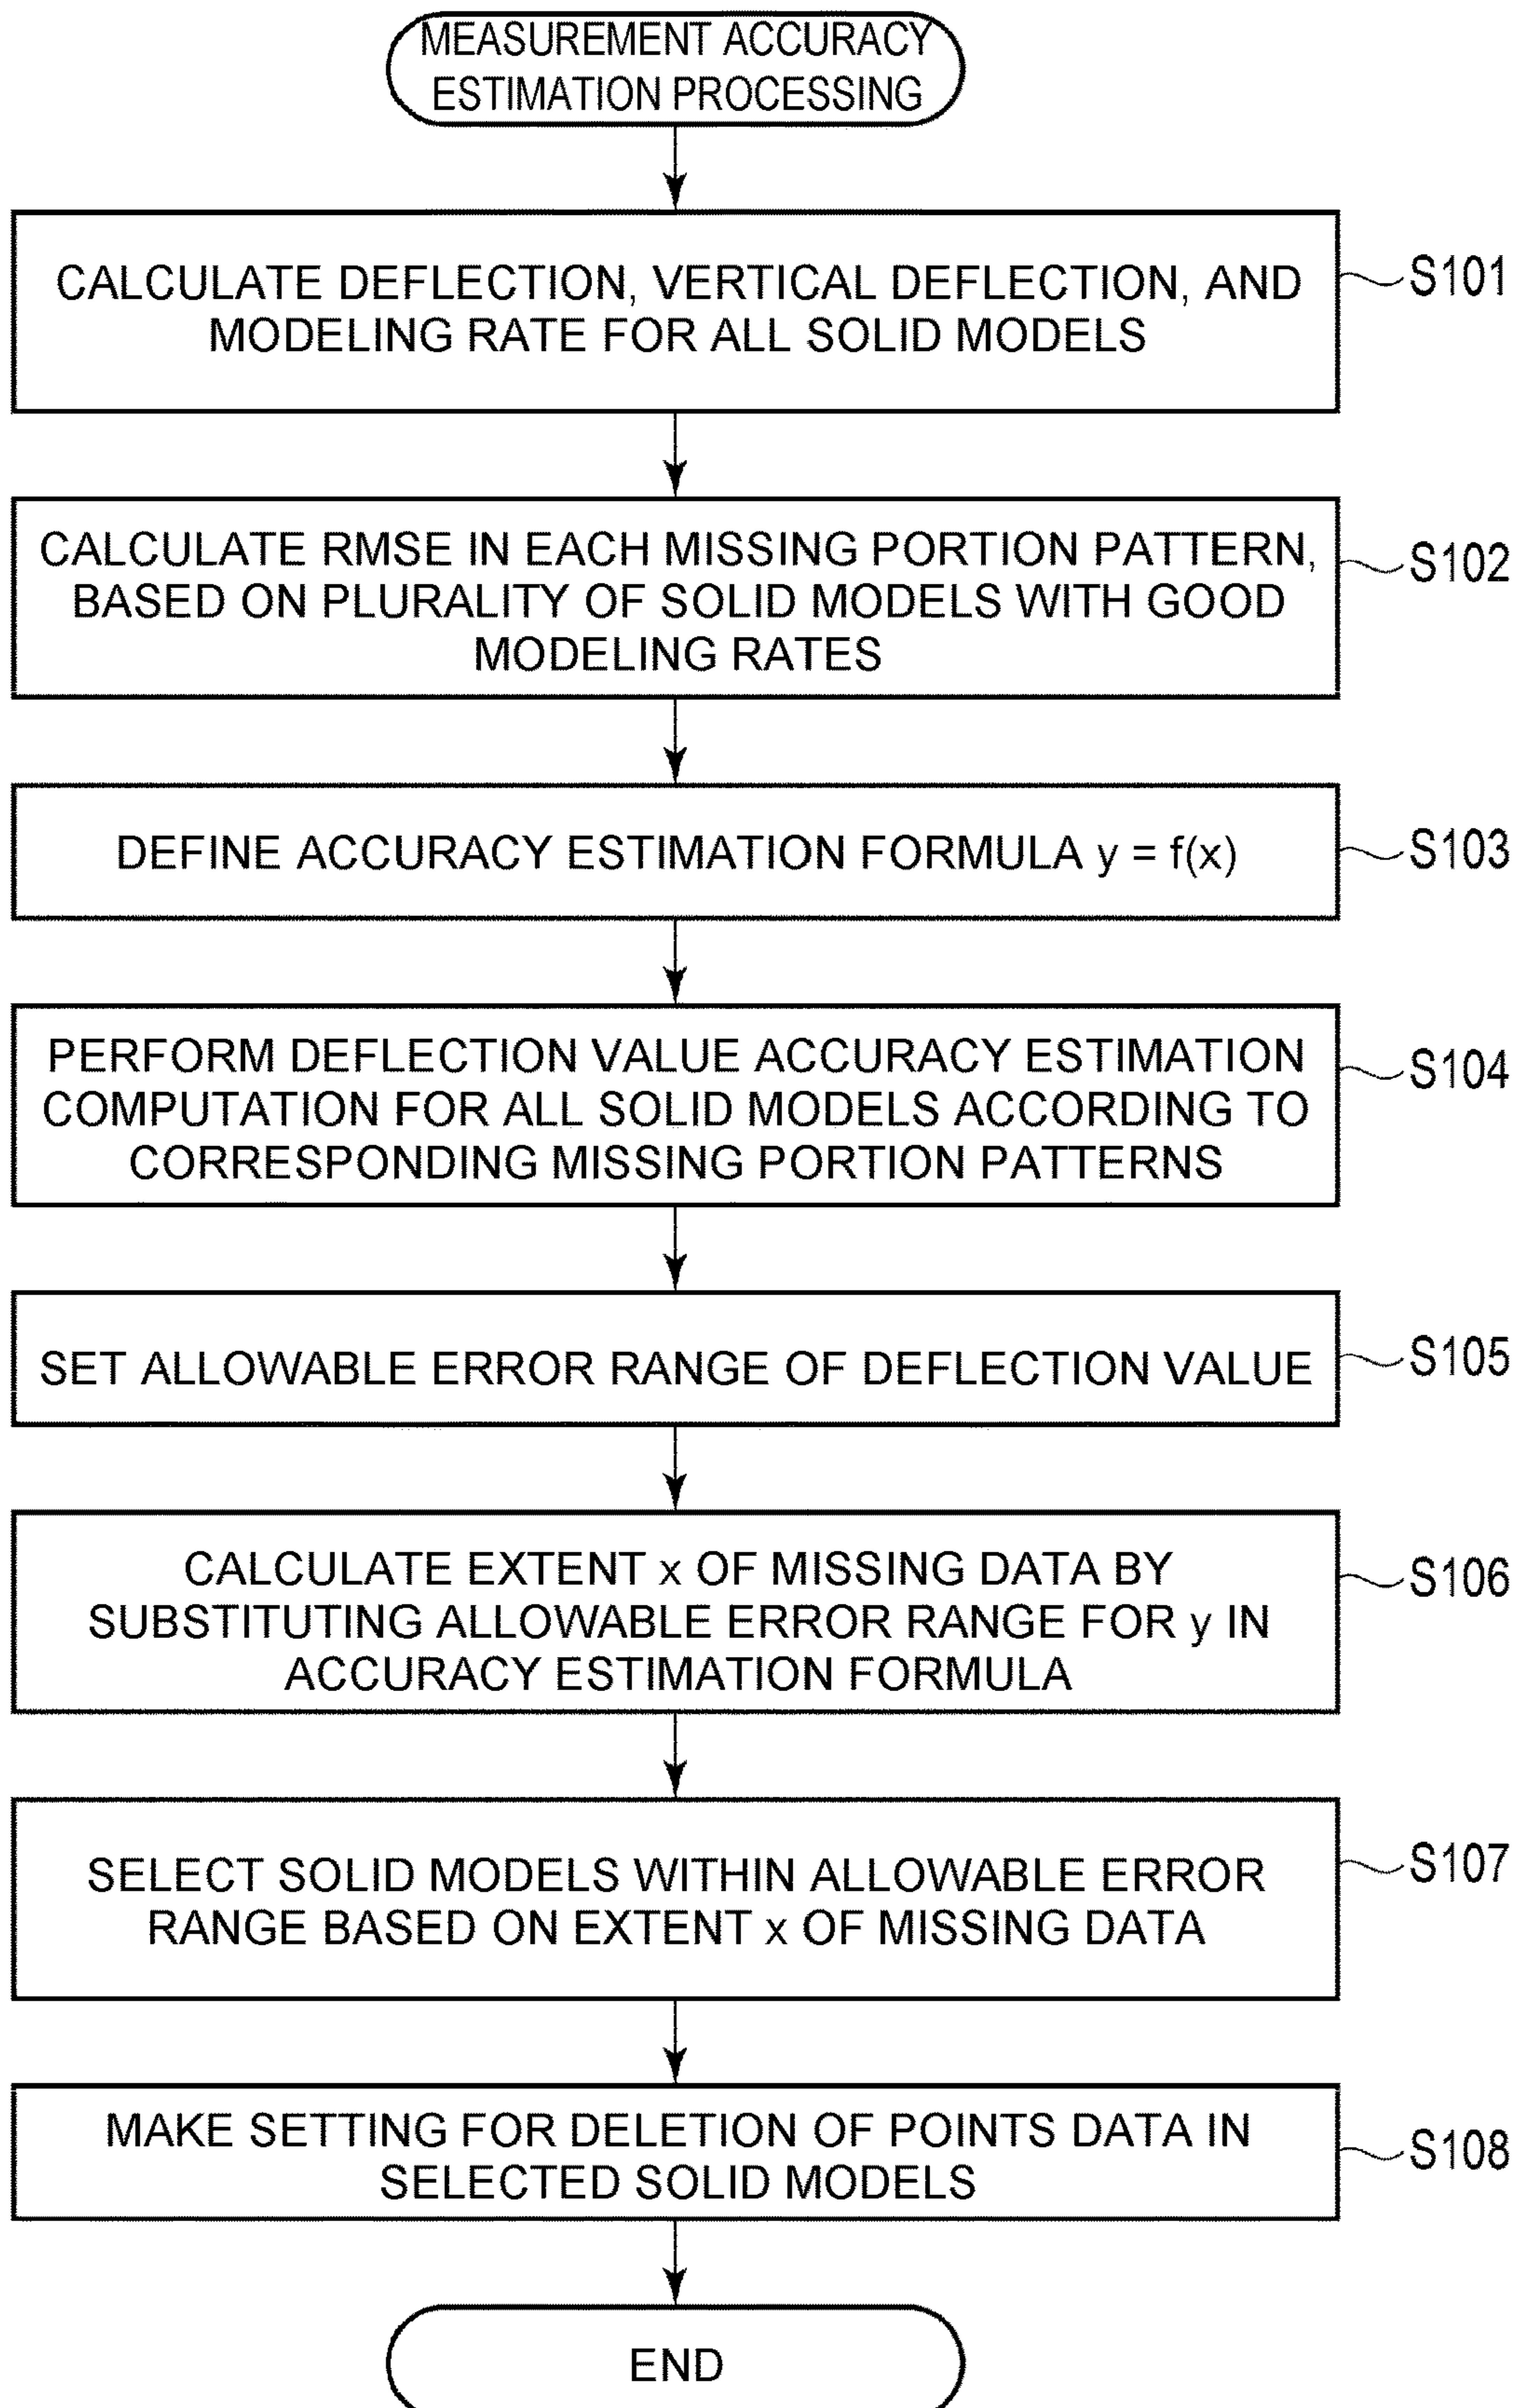 MEASUREMENT ACCURACY
ESTIMATION PROCESSING
CALCULATE DEFLECTION, VERTICAL DEFLECTION, AND
MODELING RATE FOR ALL SOLID MODELS
S101
CALCULATE RMSE IN EACH MISSING PORTION PATTERN,
BASED ON PLURALITY OF SOLID MODELS WITH GOOD
MODELING RATES
S102
DEFINE ACCURACY ESTIMATION FORMULA y = f(x)
S103
PERFORM DEFLECTION VALUE ACCURACY ESTIMATION
COMPUTATION FOR ALL SOLID MODELS ACCORDING TO
CORRESPONDING MISSING PORTION PATTERNS
S104
SET ALLOWABLE ERROR RANGE OF DEFLECTION VALUE
S105
CALCULATE EXTENT x OF MISSING DATA BY
SUBSTITUTING ALLOWABLE ERROR RANGE FOR y IN
ACCURACY ESTIMATION FORMULA
S106
SELECT SOLID MODELS WITHIN ALLOWABLE ERROR
RANGE BASED ON EXTENT x OF MISSING DATA
S107
MAKE SETTING FOR DELETION OF POINTS DATA IN
SELECTED SOLID MODELS
S108
END